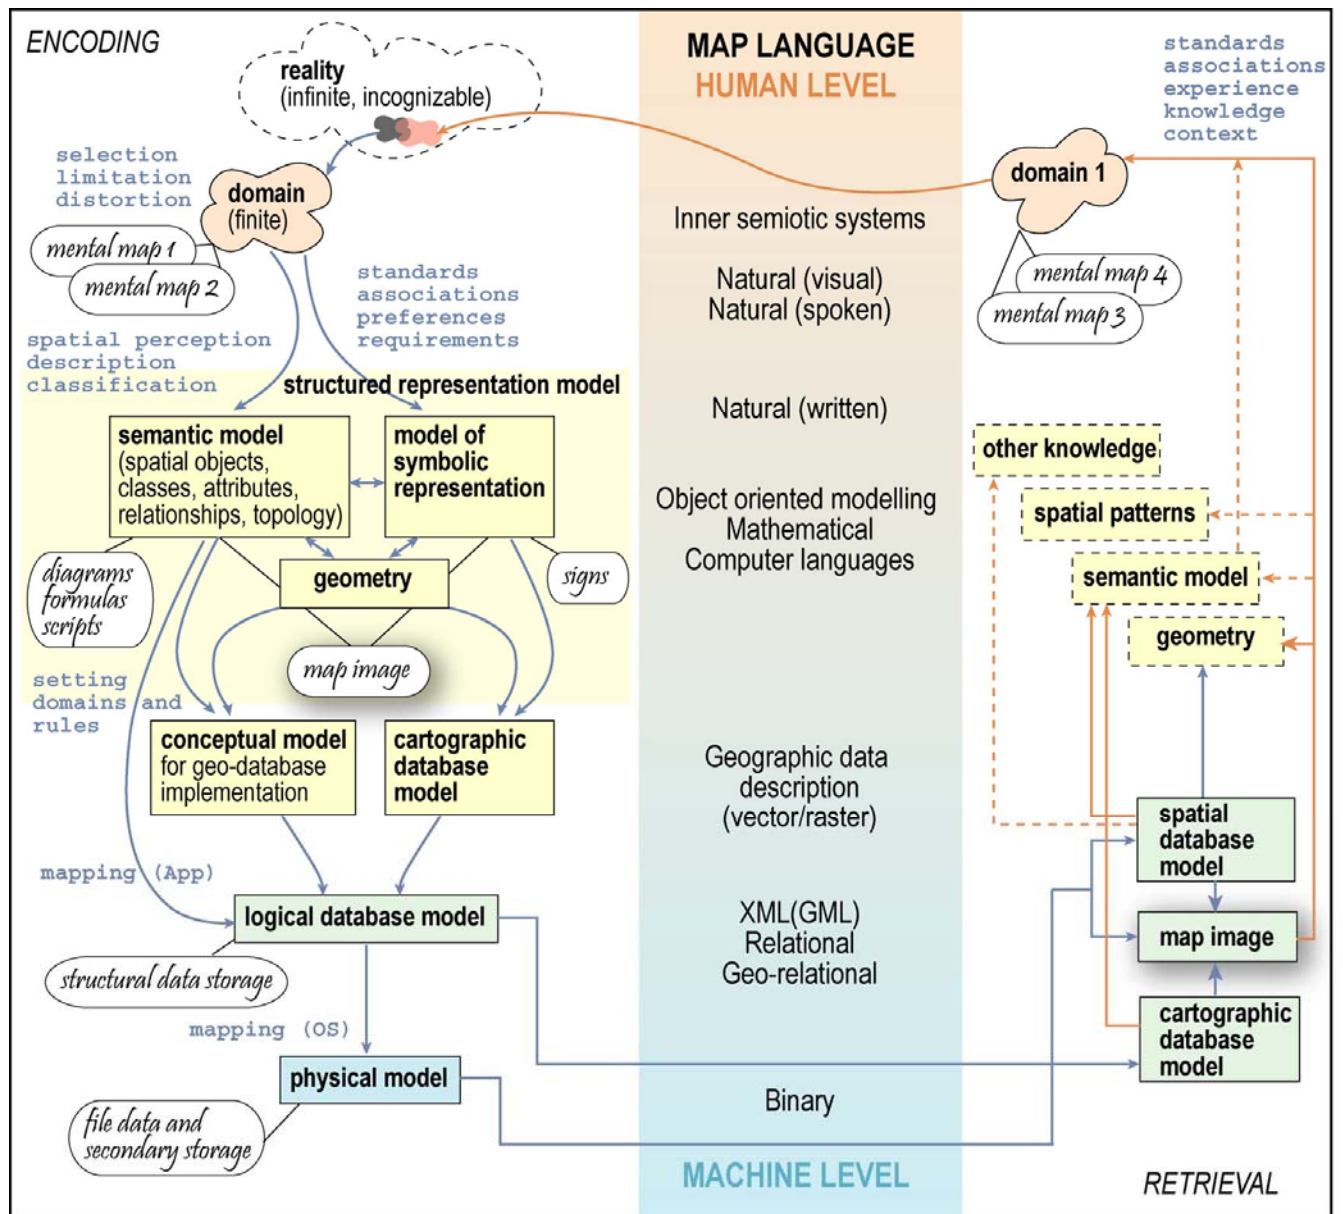 ENCODING
reality
(infinite, incognizable)
selection
limitation
distortion
domain
(finite)
mental map 1
mental map 2
standards
associations
preferences
requirements
spatial perception
description
classification
structured representation model
semantic model
(spatial objects,
classes, attributes,
relationships, topology)
model of
symbolic
representation
geometry
diagrams
formulas
scripts
signs
map image
setting
domains and
rules
conceptual model
for geo-database
implementation
cartographic
database
model
mapping (App)
logical database model
structural data storage
mapping (OS)
physical model
file data and
secondary storage
MAP LANGUAGE
HUMAN LEVEL
Inner semiotic systems
Natural (visual)
Natural (spoken)
Natural (written)
Object oriented modelling
Mathematical
Computer languages
Geographic data
description
(vector/raster)
XML(GML)
Relational
Geo-relational
Binary
MACHINE LEVEL
standards
associations
experience
knowledge
context
domain 1
mental map 4
mental map 3
other knowledge
spatial patterns
semantic model
geometry
spatial
database
model
map image
cartographic
database
model
RETRIEVAL